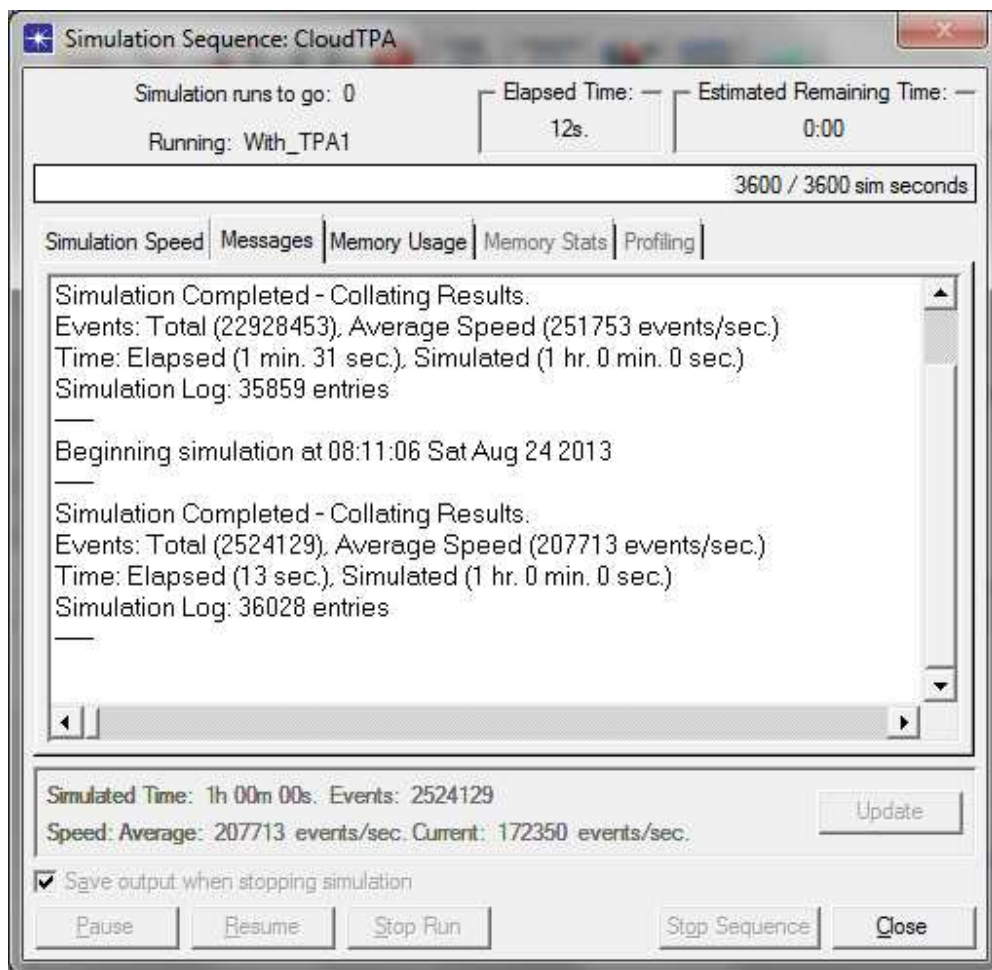 Simulation Sequence: CloudTPA
Simulation runs to go: 0
Running: With_TPA1
Elapsed Time:
12s.
Estimated Remaining Time:
0:00
3600 / 3600 sim seconds
Simulation Speed Messages Memory Usage Memory Stats Profiling
Simulation Completed - Collating Results.
Events: Total (22928453), Average Speed (251753 events/sec.)
Time: Elapsed (1 min. 31 sec.), Simulated (1 hr. 0 min. 0 sec.)
Simulation Log: 35859 entries
Beginning simulation at 08:11:06 Sat Aug 24 2013
Simulation Completed - Collating Results.
Events: Total (2524129), Average Speed (207713 events/sec.)
Time: Elapsed (13 sec.), Simulated (1 hr. 0 min. 0 sec.)
Simulation Log: 36028 entries
Simulated Time: 1h 00m 00s. Events: 2524129
Speed: Average: 207713 events/sec. Current: 172350 events/sec.
Update
Save output when stopping simulation
Pause Resume Stop Run Stop Sequence Close